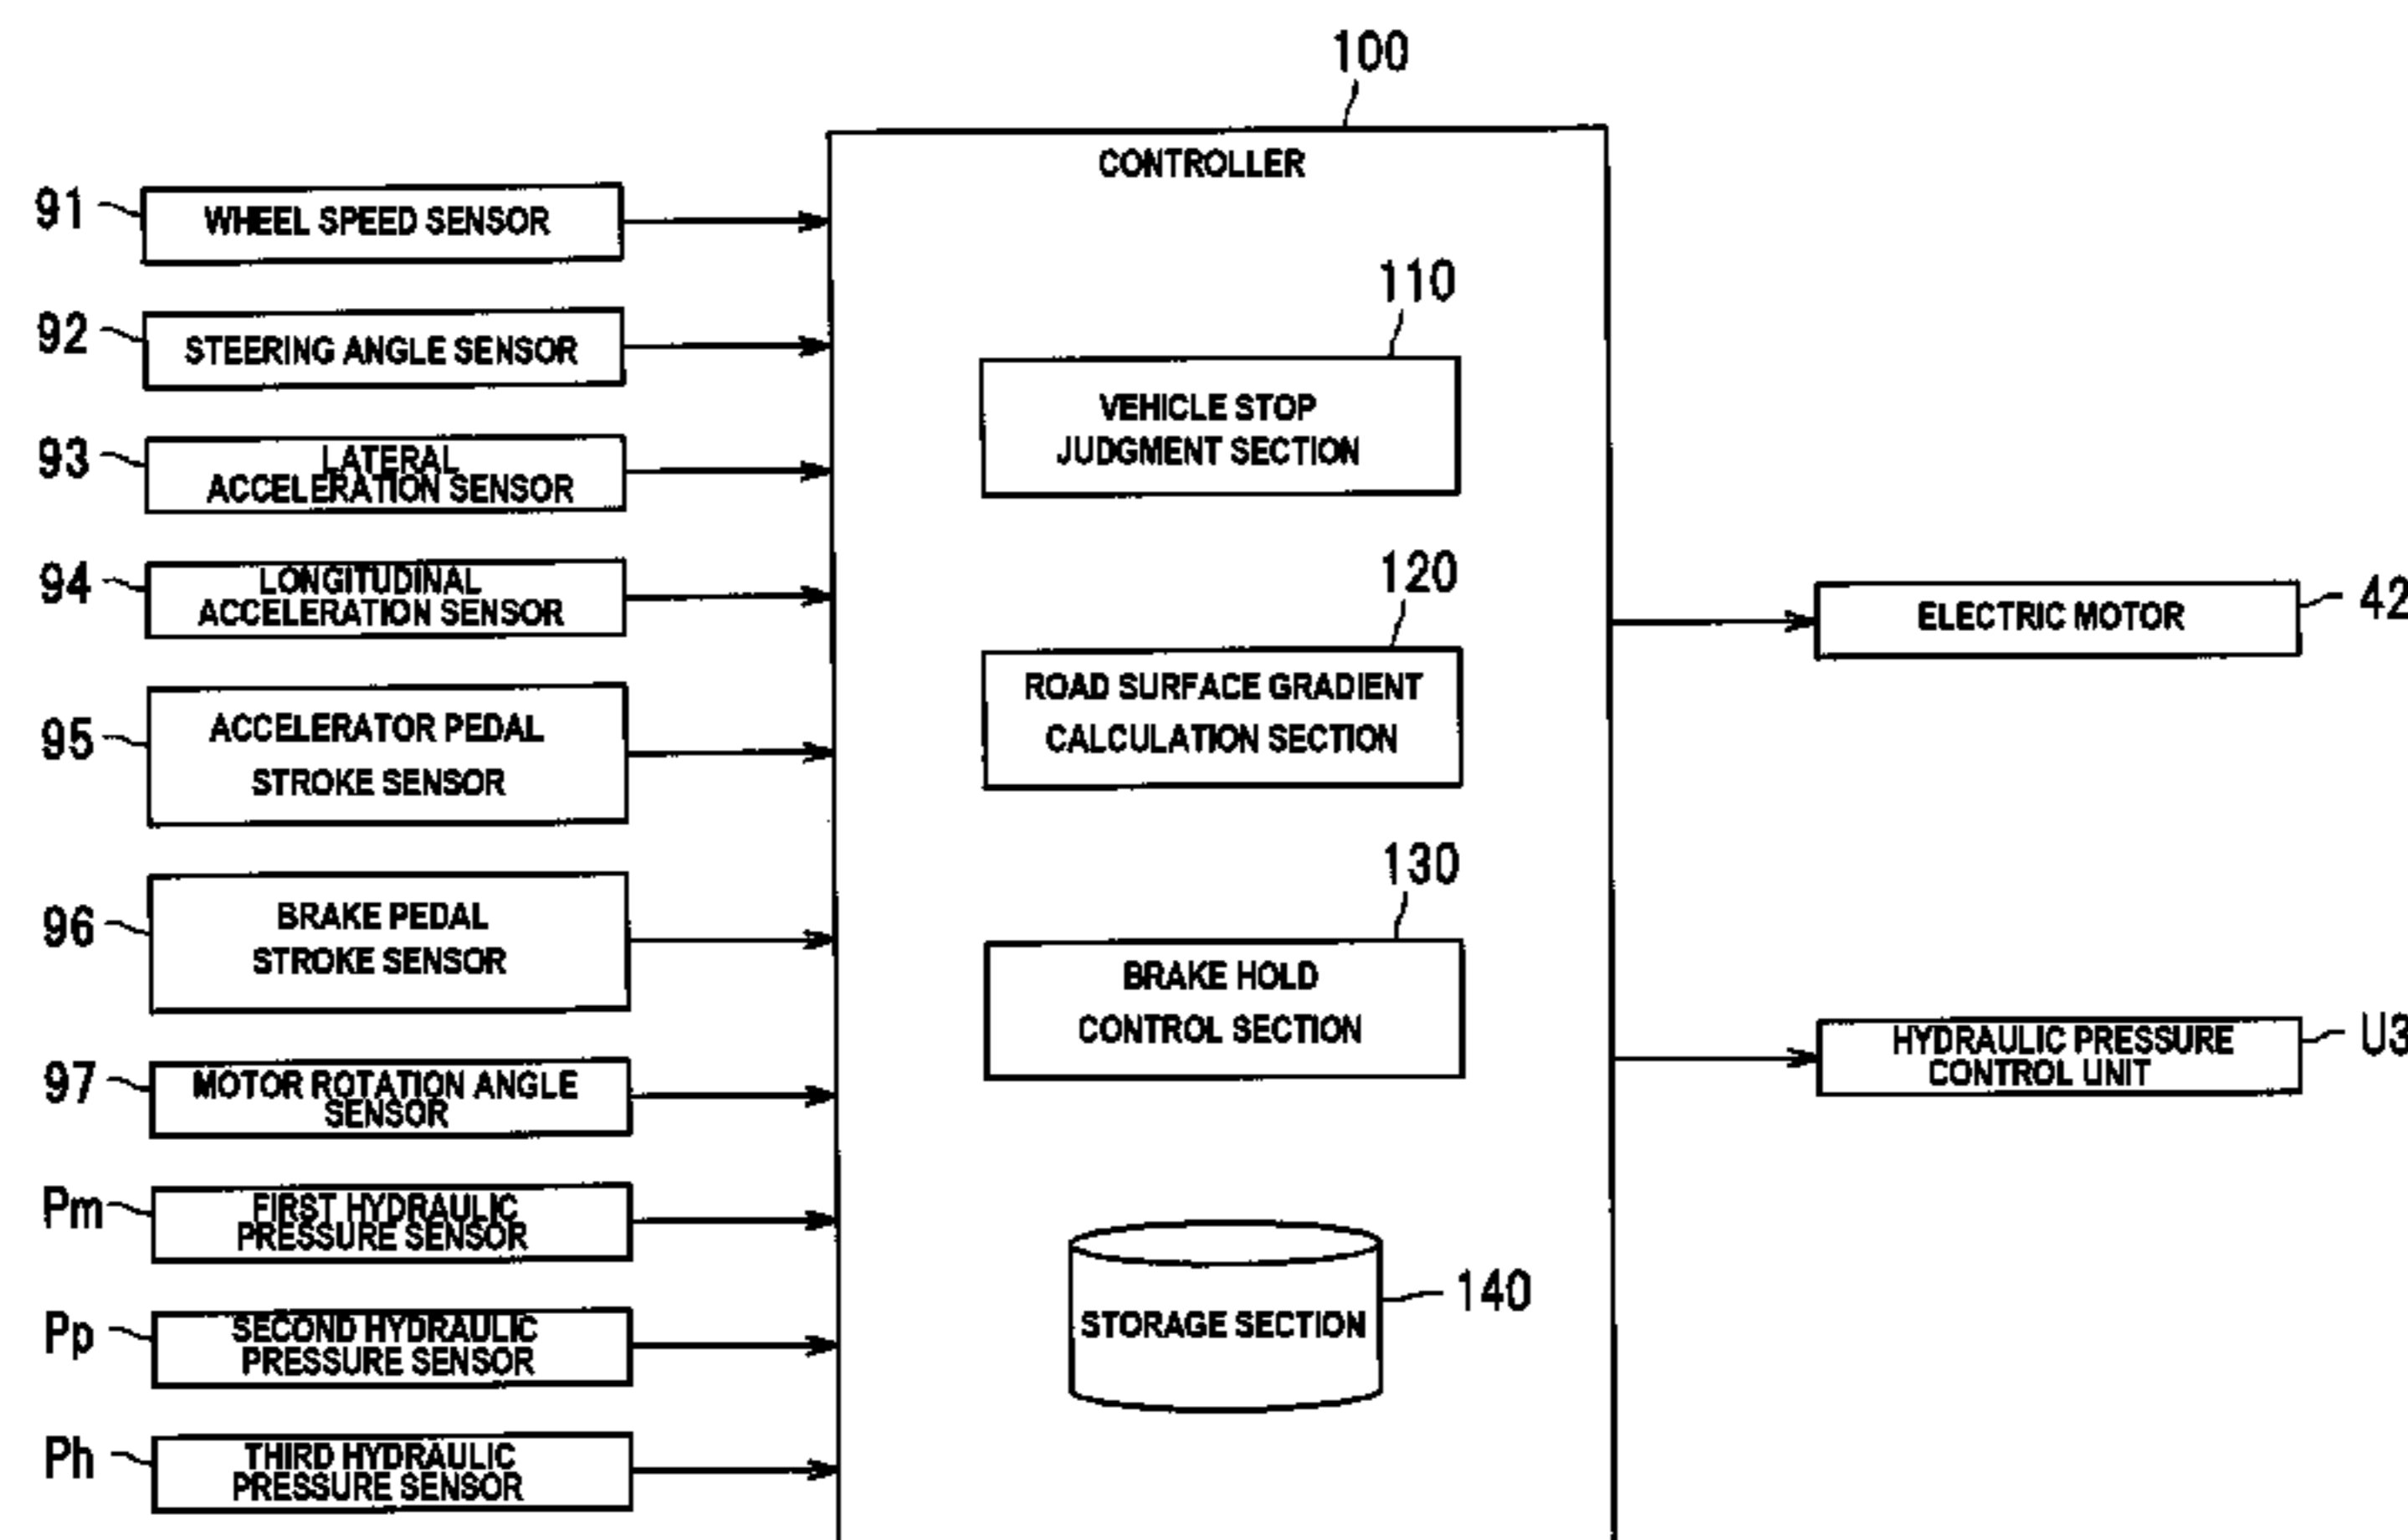 100
CONTROLLER
91
WHEEL SPEED SENSOR
92
STEERING ANGLE SENSOR
93
LATERAL
ACCELERATION SENSOR
94
LONGITUDINAL
ACCELERATION SENSOR
95
ACCELERATOR PEDAL
STROKE SENSOR
96
BRAKE PEDAL
STROKE SENSOR
97
MOTOR ROTATION ANGLE
SENSOR
Pm
FIRST HYDRAULIC
PRESSURE SENSOR
Pp
SECOND HYDRAULIC
PRESSURE SENSOR
Ph
THIRD HYDRAULIC
PRESSURE SENSOR
110
VEHICLE STOP
JUDGMENT SECTION
120
ROAD SURFACE GRADIENT
CALCULATION SECTION
130
BRAKE HOLD
CONTROL SECTION
STORAGE SECTION
140
ELECTRIC MOTOR
42
HYDRAULIC PRESSURE
CONTROL UNIT
U3